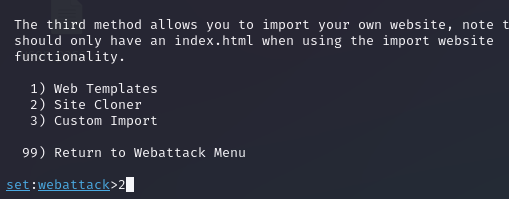 The third method allows you to import your own website, note t
should only have an index.html when using the import website
functionality.
1) Web Templates
2) Site Cloner
3) Custom Import
99) Return to Webattack Menu
set:webattack>2